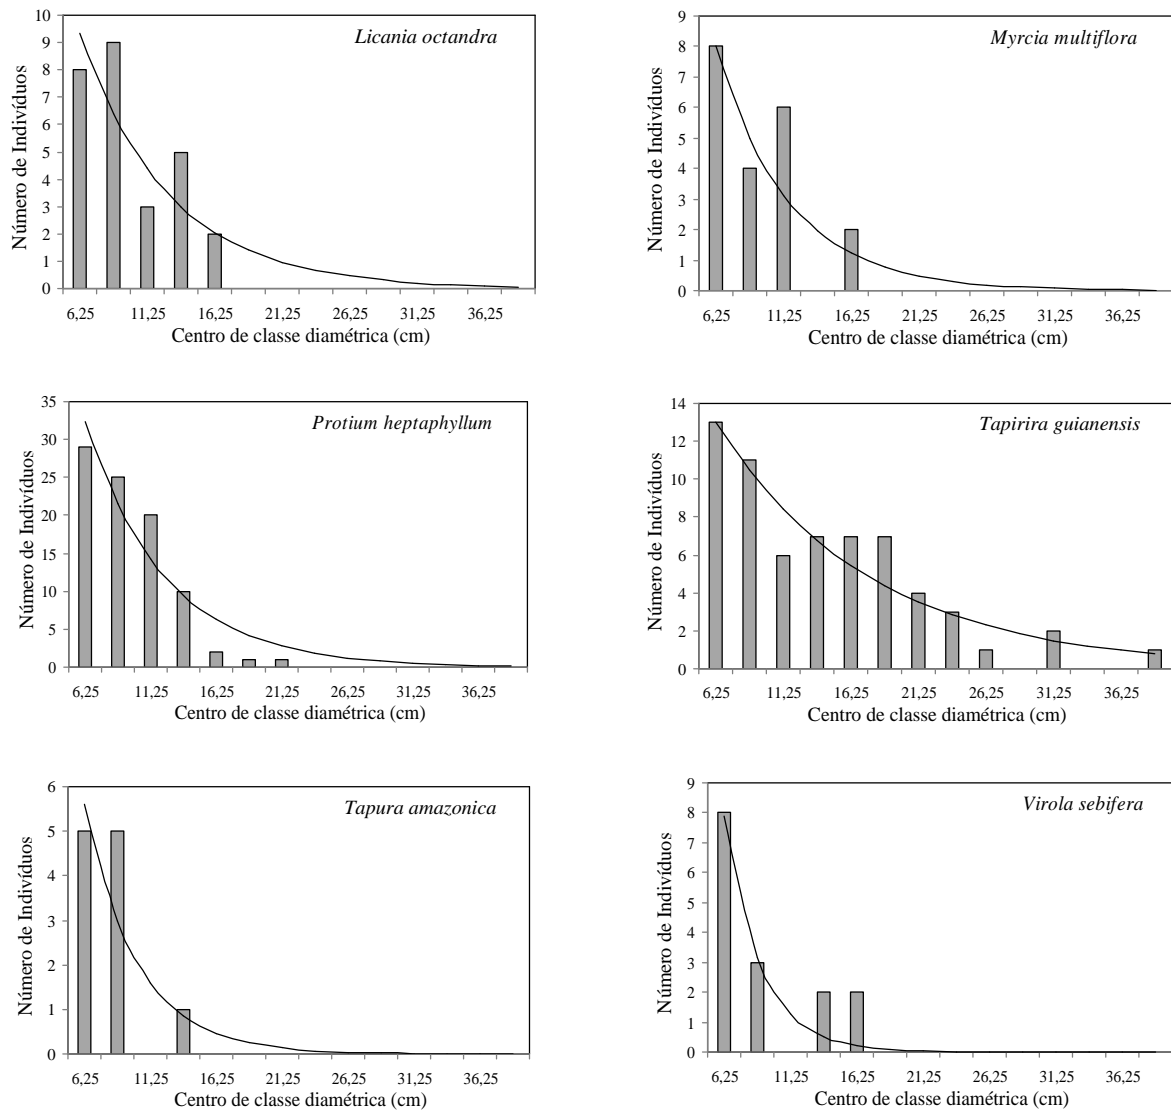 Licania octandra
Número de Indivíduos
10
9
8
7
6
5
4
3
2
1
0
6,25 11,25 16,25 21,25 26,25 31,25 36,25
Centro de classe diamétrica (cm)
Myrcia multiflora
Número de Indivíduos
9
8
7
6
5
4
3
2
1
0
6,25 11,25 16,25 21,25 26,25 31,25 36,25
Centro de classe diamétrica (cm)
Protium heptaphyllum
Número de Indivíduos
35
30
25
20
15
10
5
0
6,25 11,25 16,25 21,25 26,25 31,25 36,25
Centro de classe diamétrica (cm)
Tapirira guianensis
Número de Indivíduos
14
12
10
8
6
4
2
0
6,25 11,25 16,25 21,25 26,25 31,25 36,25
Centro de classe diamétrica (cm)
Tapura amazonica
Número de Indivíduos
6
5
4
3
2
1
0
6,25 11,25 16,25 21,25 26,25 31,25 36,25
Centro de classe diamétrica (cm)
Virola sebifera
Número de Indivíduos
9
8
7
6
5
4
3
2
1
0
6,25 11,25 16,25 21,25 26,25 31,25 36,25
Centro de classe diamétrica (cm)